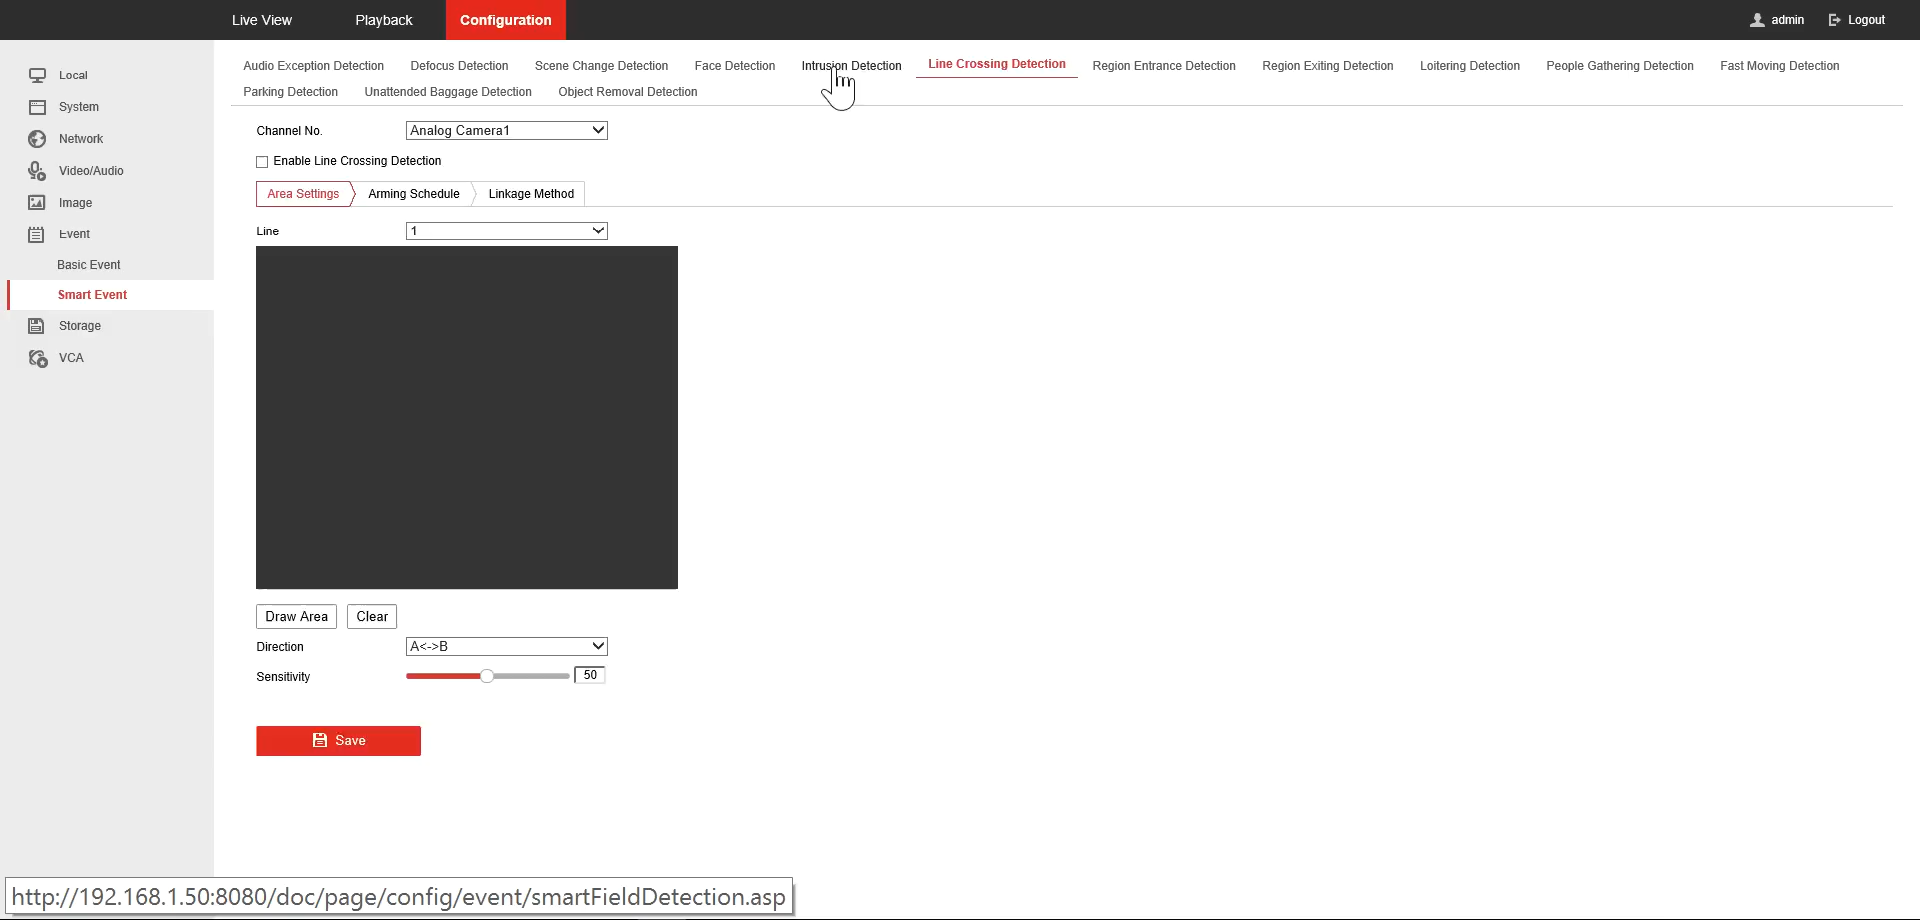 Live View Playback Configuration admin Logout
Local
System
Network
Video/Audio
Image
Event
Basic Event
Smart Event
Storage
VCA
Audio Exception Detection Defocus Detection Scene Change Detection Face Detection Intrusion Detection Line Crossing Detection Region Entrance Detection Region Exiting Detection Loitering Detection People Gathering Detection Fast Moving Detection
Parking Detection Unattended Baggage Detection Object Removal Detection
Channel No. Analog Camera1
Enable Line Crossing Detection
Area Settings Arming Schedule Linkage Method
Line 1
Draw Area Clear
Direction A<->B
Sensitivity 50
Save
http://192.168.1.50:8080/doc/page/config/event/smartFieldDetection.asp